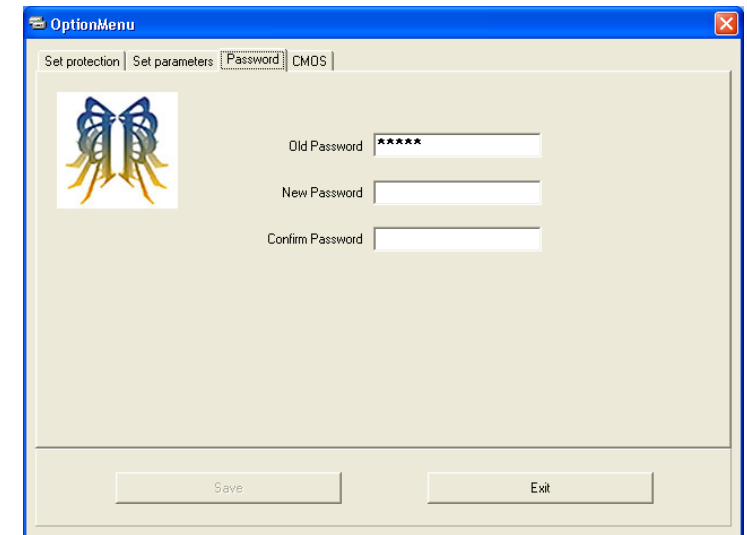 OptionMenu
Set protection Set parameters Password CMOS
Old Password *****
New Password
Confirm Password
Save Exit